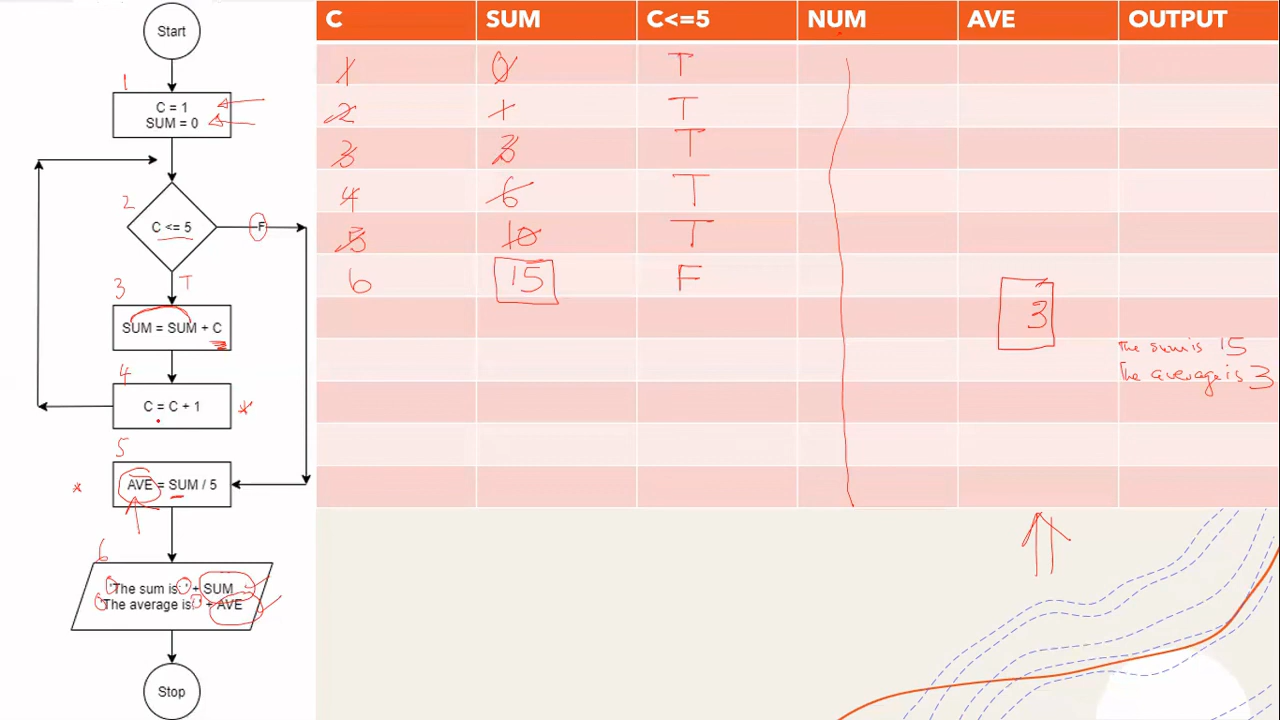 Start
1
C = 1
SUM = 0
2
C <= 5
F
T
3
SUM = SUM + C
4
C = C + 1
*
5
*
AVE = SUM / 5
6
"The sum is:" + SUM
"The average is:" + AVE
Stop
C SUM C<=5 NUM AVE OUTPUT
1 0 T
2 1 T
3 3 T
4 6 T
5 10 T
6 15 F
3
The sum is 15
The average is 3